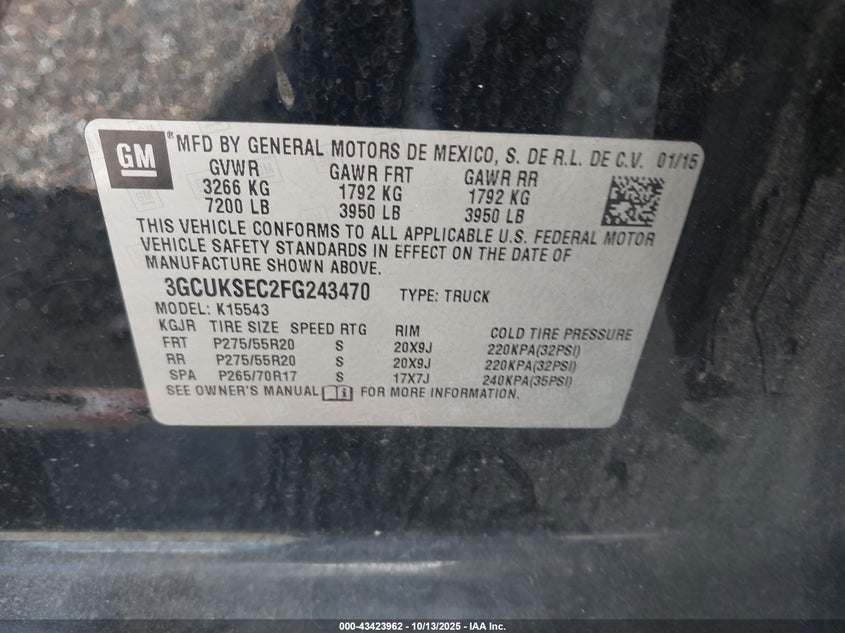 GM
® MFD BY GENERAL MOTORS DE MEXICO, S. DE R.L. DE C.V. 01/15
GVWR GAWR FRT GAWR RR
3266 KG 1792 KG 1792 KG
7200 LB 3950 LB 3950 LB
THIS VEHICLE CONFORMS TO ALL APPLICABLE U.S. FEDERAL MOTOR
VEHICLE SAFETY STANDARDS IN EFFECT ON THE DATE OF
MANUFACTURE SHOWN ABOVE.
3GCUKSEC2FG243470 TYPE: TRUCK
MODEL: K15543
KGJR TIRE SIZE SPEED RTG RIM COLD TIRE PRESSURE
FRT P275/55R20 S 20X9J 220KPA(32PSI)
RR P275/55R20 S 20X9J 220KPA(32PSI)
SPA P265/70R17 S 17X7J 240KPA(35PSI)
SEE OWNER'S MANUAL FOR MORE INFORMATION.
000-43423962 - 10/13/2025 - IAA Inc.